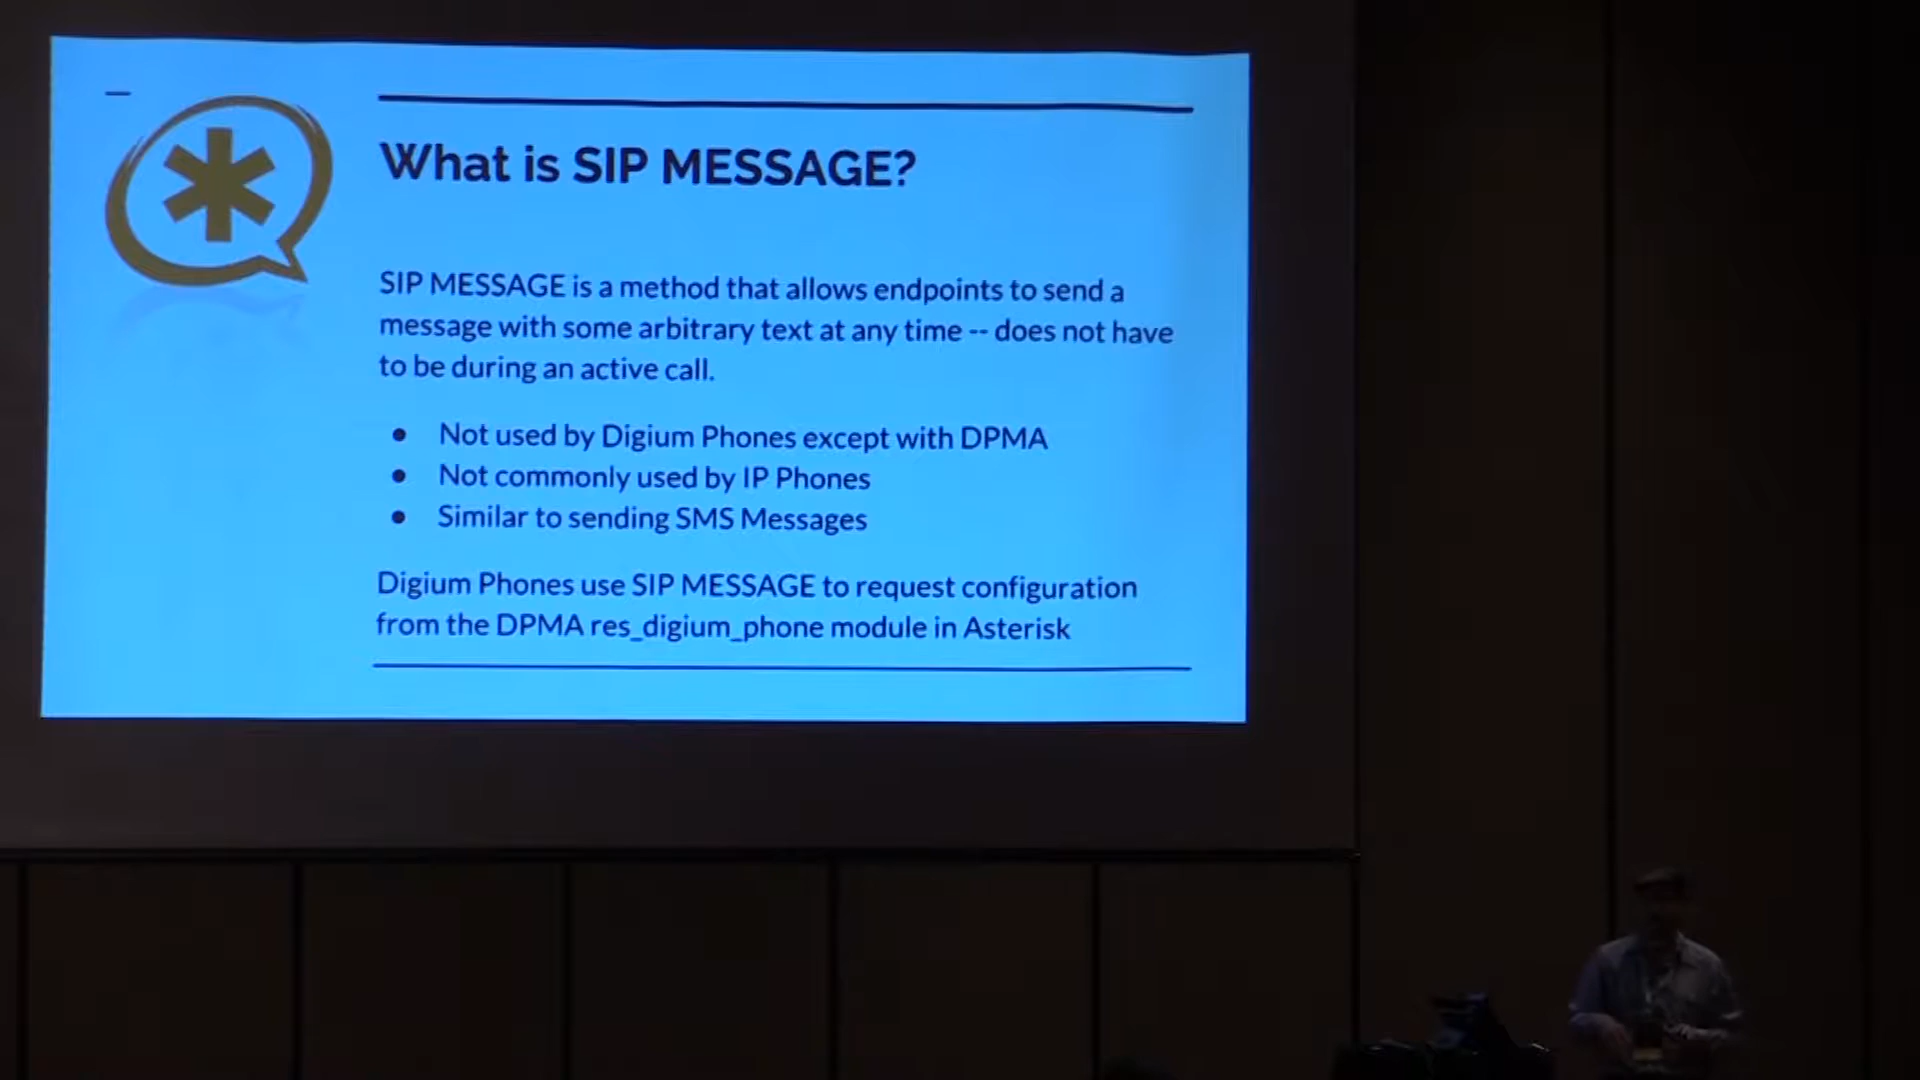 What is SIP MESSAGE?
SIP MESSAGE is a method that allows endpoints to send a
message with some arbitrary text at any time -- does not have
to be during an active call.
● Not used by Digium Phones except with DPMA
● Not commonly used by IP Phones
● Similar to sending SMS Messages
Digium Phones use SIP MESSAGE to request configuration
from the DPMA res_digium_phone module in Asterisk